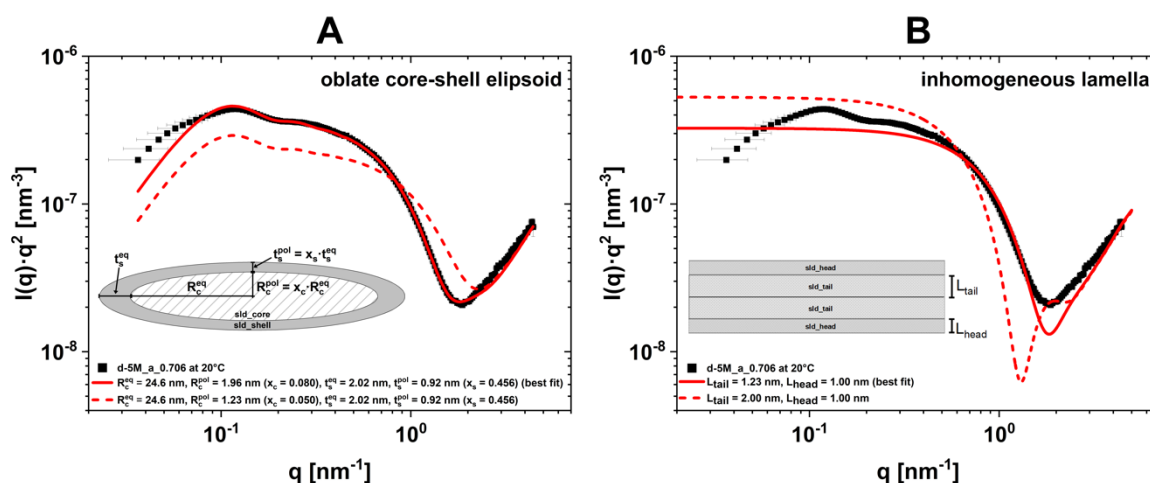 A
10⁻⁶
oblate core-shell elipsoid
I(q)·q² [nm⁻³]
10⁻⁷
t_s^eq
t_s^pol = x_s·t_s^eq
R_c^eq
R_c^pol = x_c·R_c^eq
sld_core
sld_shell
10⁻⁸
d-5M_a_0.706 at 20°C
R_c^eq = 24.6 nm, R_c^pol = 1.96 nm (x_c = 0.080), t_s^eq = 2.02 nm, t_s^pol = 0.92 nm (x_s = 0.456) (best fit)
R_c^eq = 24.6 nm, R_c^pol = 1.23 nm (x_c = 0.050), t_s^eq = 2.02 nm, t_s^pol = 0.92 nm (x_s = 0.456)
10⁻¹ 10⁰
q [nm⁻¹]
B
10⁻⁶
inhomogeneous lamella
I(q)·q² [nm⁻³]
10⁻⁷
sld_head
sld_tail
L_tail
sld_tail
sld_head
L_head
10⁻⁸
d-5M_a_0.706 at 20°C
L_tail = 1.23 nm, L_head = 1.00 nm (best fit)
L_tail = 2.00 nm, L_head = 1.00 nm
10⁻¹ 10⁰
q [nm⁻¹]